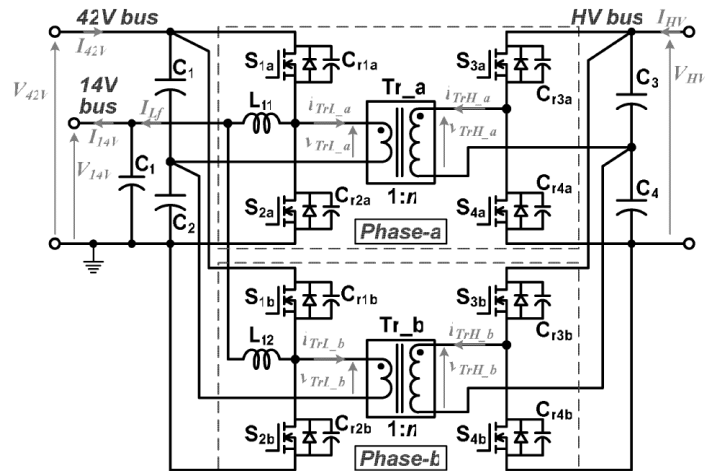 42V bus
HV bus
I42V
IHV
S1a
Cr1a
S3a
Cr3a
C1
C3
V42V
14V
bus
VHV
Tr_a
L11
iTrL_a
iTrH_a
ILf
I14V
vTrL_a
vTrH_a
V14V
C1
C2
1:n
C4
S2a
Cr2a
S4a
Cr4a
Phase-a
S1b
Cr1b
S3b
Cr3b
Tr_b
L12
iTrL_b
iTrH_b
vTrL_b
vTrH_b
1:n
S2b
Cr2b
S4b
Cr4b
Phase-b